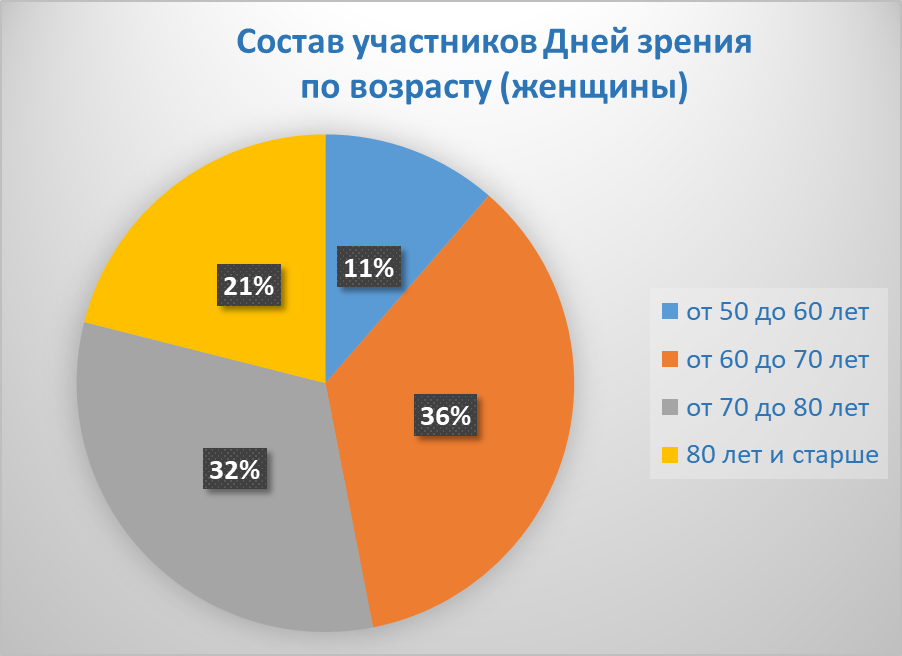 Состав участников Дней зрения
по возрасту (женщины)
11%
21%
36%
32%
от 50 до 60 лет
от 60 до 70 лет
от 70 до 80 лет
80 лет и старше